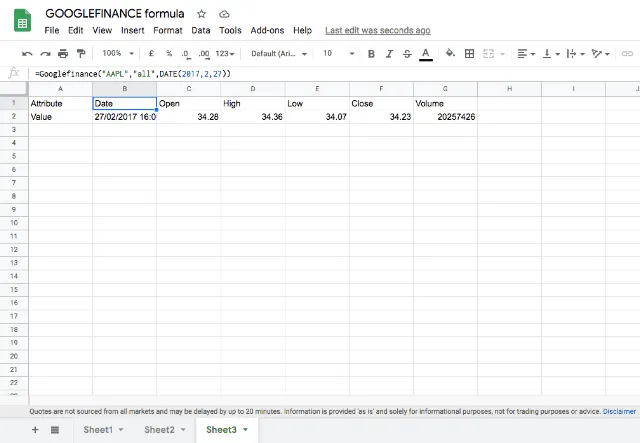 GOOGLEFINANCE formula
File Edit View Insert Format Data Tools Add-ons Help Last edit was seconds ago
100% £ % .0 .00 123 Default (Ari... 10 B I S A
fx =Googlefinance("AAPL","all",DATE(2017,2,27))
A B C D E F G H I J
1 Attribute Date Open High Low Close Volume
2 Value 27/02/2017 16:0 34.28 34.36 34.07 34.23 20257426
3
4
5
6
7
8
9
10
11
12
13
14
15
16
17
18
19
20
21
22
Quotes are not sourced from all markets and may be delayed by up to 20 minutes. Information is provided 'as is' and solely for informational purposes, not for trading purposes or advice. Disclaimer
+ Sheet1 Sheet2 Sheet3